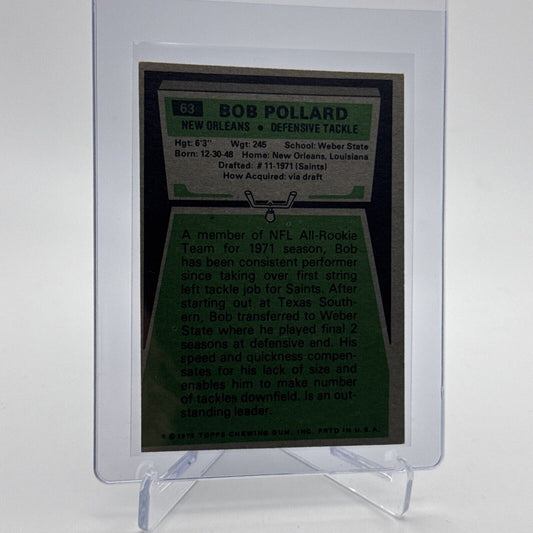 63 BOB POLLARD
NEW ORLEANS • DEFENSIVE TACKLE
Hgt: 6'3" Wgt: 245 School: Weber State
Born: 12-30-48 Home: New Orleans, Louisiana
Drafted: #11-1971 (Saints)
How Acquired: via draft
A member of NFL All-Rookie
Team for 1971 season, Bob
has been consistent performer
since taking over first string
left tackle job for Saints. After
starting out at Texas South-
ern, Bob transferred to Weber
State where he played final 2
seasons at defensive end. His
speed and quickness compen-
sates for his lack of size and
enables him to make number
of tackles downfield. Is an out-
standing leader.
© 1975 TOPPS CHEWING GUM, INC. PRTD IN U.S.A.